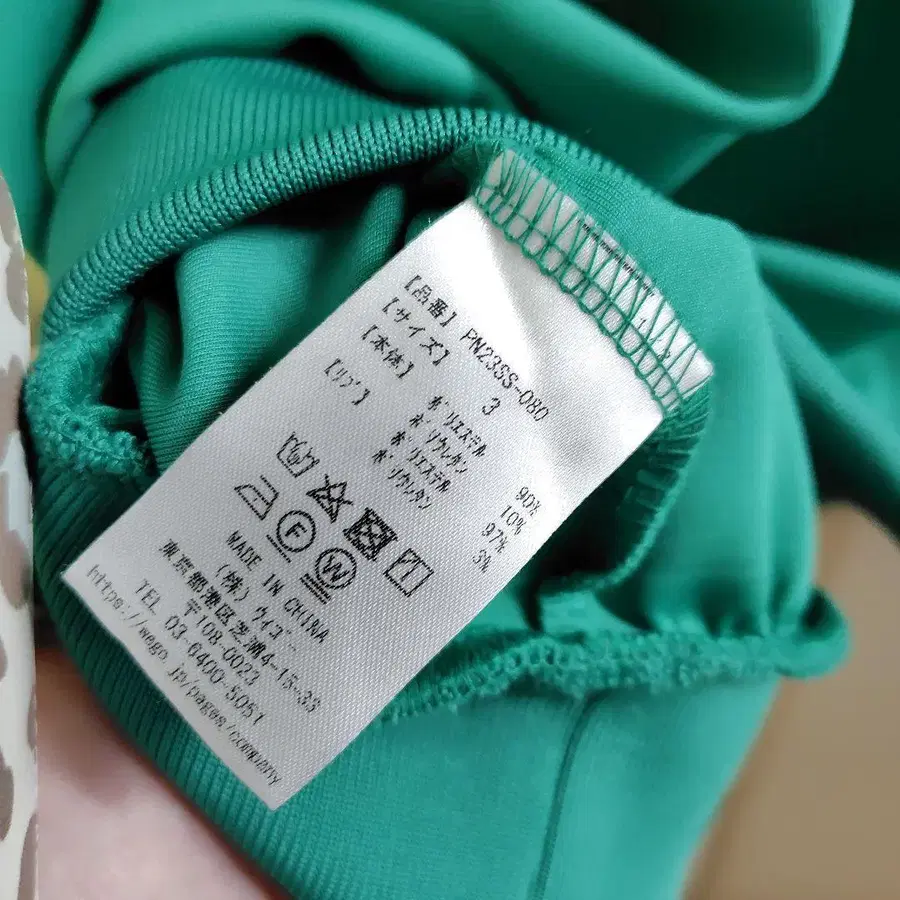 【品番】 PN23SS-080
【サイズ】 3
【本体】 ポリエステル 90%
ポリウレタン 10%
【リブ】 ポリエステル 97%
ポリウレタン 3%
F W
MADE IN CHINA
(株)ウィゴー
〒108-0023
東京都港区芝浦4-15-33
TEL 03-6400-5051
https://wego.jp/pages/company